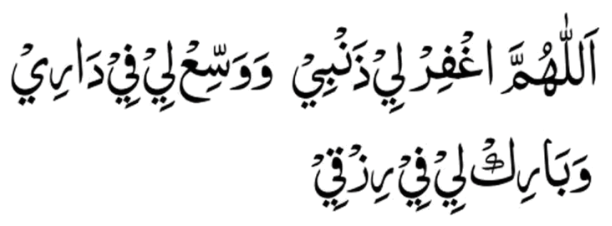 اَللّٰهُمَّ اغْفِرْ لِيْ ذَنْبِيْ وَوَسِّعْ لِيْ فِيْ دَارِيْ
وَبَارِكْ لِيْ فِيْ رِزْقِيْ